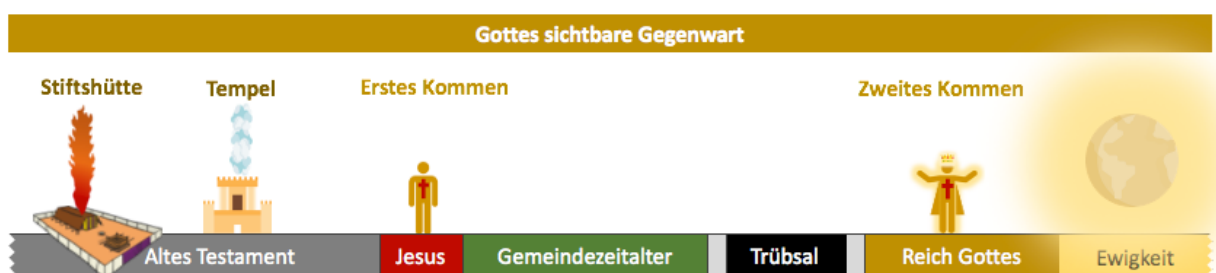 Gottes sichtbare Gegenwart
Stiftshütte
Tempel
Erstes Kommen
Zweites Kommen
Altes Testament
Jesus
Gemeindezeitalter
Trübsal
Reich Gottes
Ewigkeit